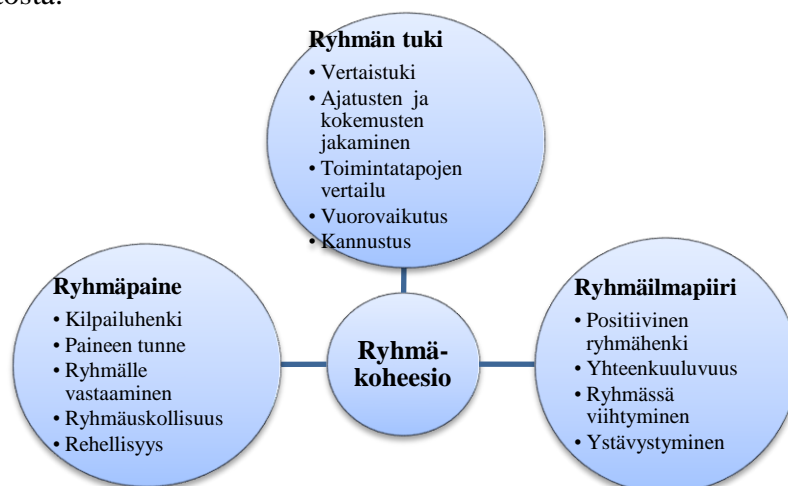 Ryhmän tuki
• Vertaistuki
• Ajatusten ja
kokemusten
jakaminen
• Toimintatapojen
vertailu
• Vuorovaikutus
• Kannustus
Ryhmäpaine
• Kilpailuhenki
• Paineen tunne
• Ryhmälle
vastaaminen
• Ryhmäuskollisuus
• Rehellisyys
Ryhmä-
koheesio
Ryhmäilmapiiri
• Positiivinen
ryhmähenki
• Yhteenkuuluvuus
• Ryhmässä
viihtyminen
• Ystävystyminen